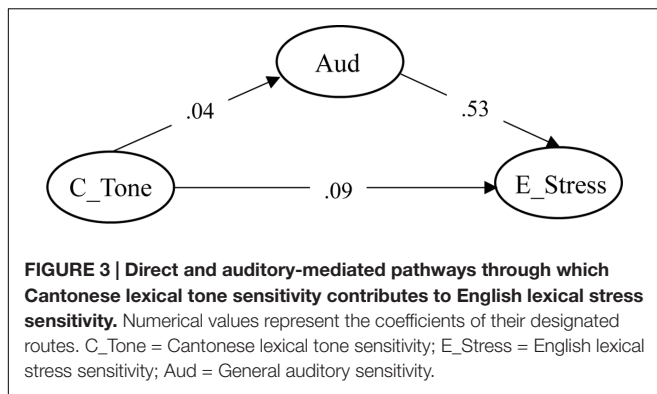 Aud
.04
.53
C_Tone
.09
E_Stress
FIGURE 3 | Direct and auditory-mediated pathways through which
Cantonese lexical tone sensitivity contributes to English lexical stress
sensitivity. Numerical values represent the coefficients of their designated
routes. C_Tone = Cantonese lexical tone sensitivity; E_Stress = English lexical
stress sensitivity; Aud = General auditory sensitivity.